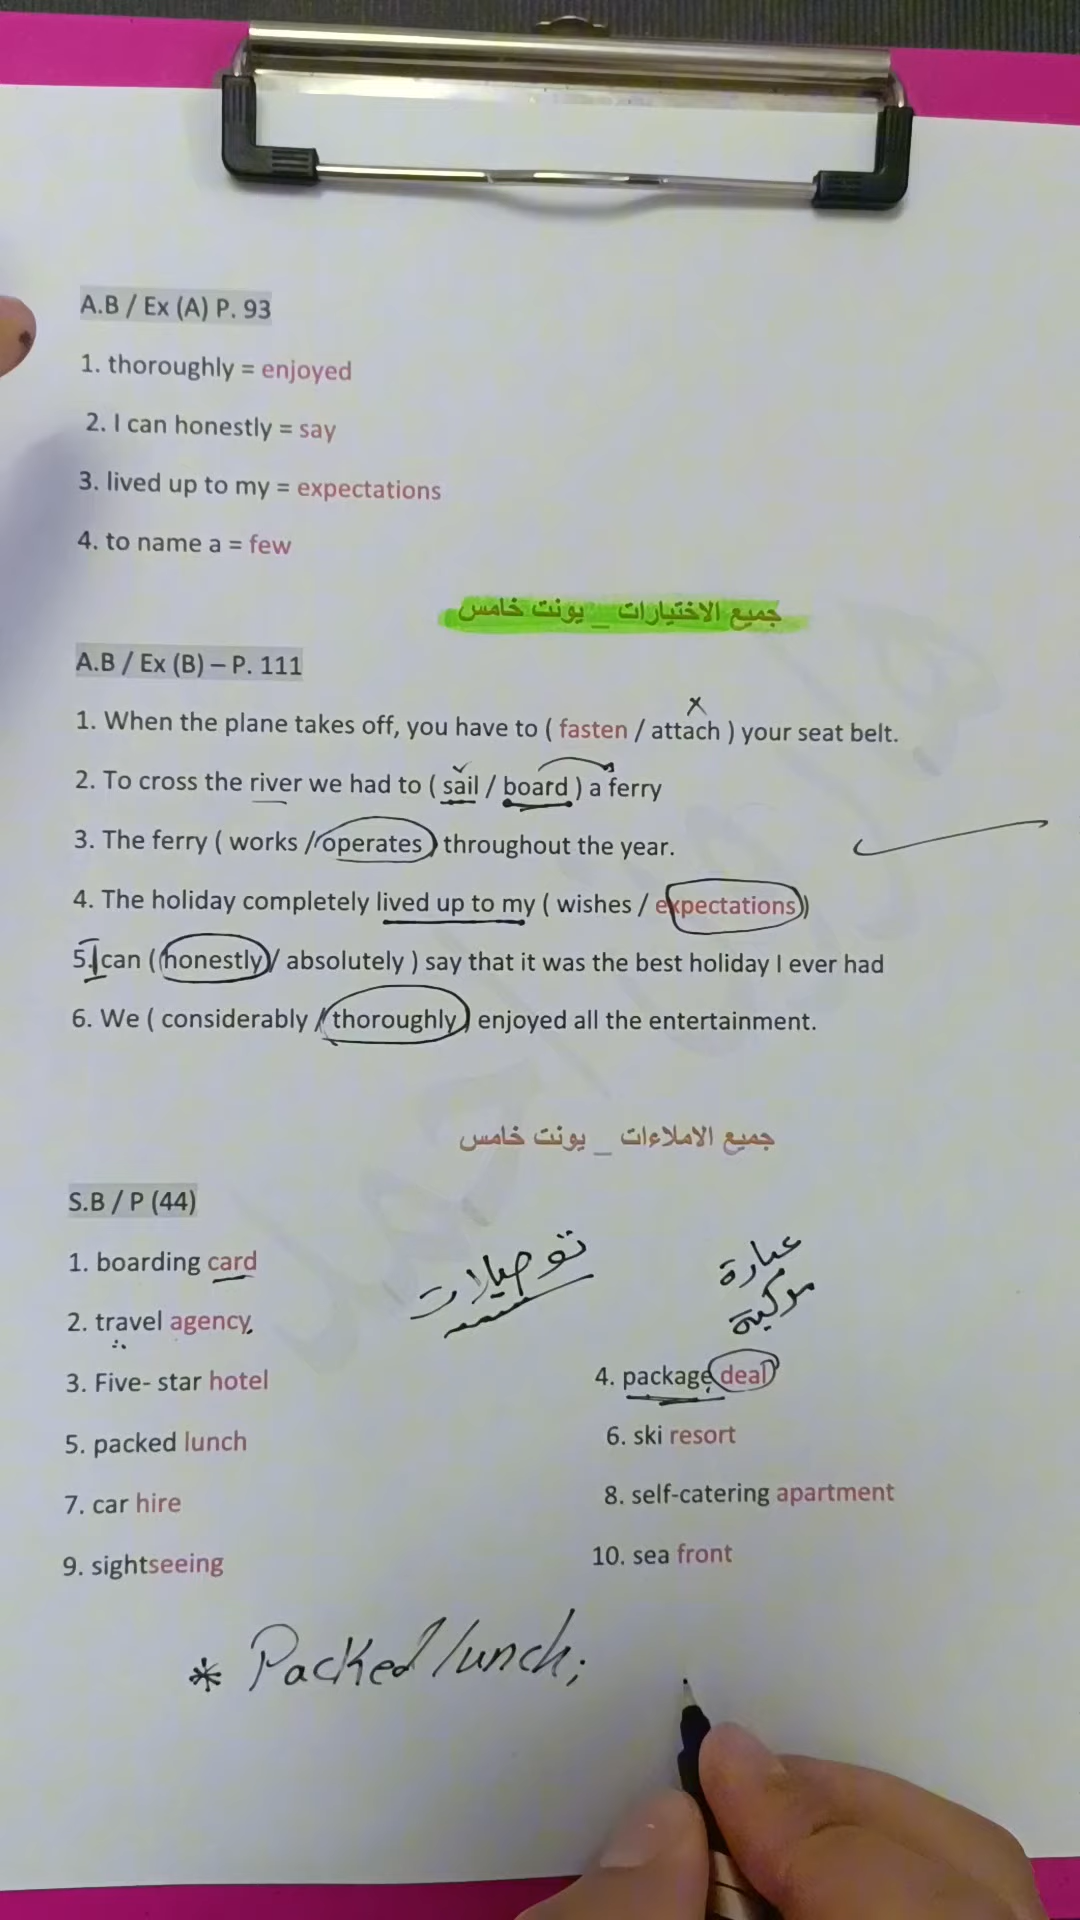 A.B / Ex (A) P. 93
1. thoroughly = enjoyed
2. I can honestly = say
3. lived up to my = expectations
4. to name a = few
جميع الاختيارات _ يونت خامس
A.B / Ex (B) – P. 111
1. When the plane takes off, you have to ( fasten / attach ) your seat belt.
2. To cross the river we had to ( sail / board ) a ferry
3. The ferry ( works / operates ) throughout the year.
4. The holiday completely lived up to my ( wishes / expectations )
5. I can ( honestly / absolutely ) say that it was the best holiday I ever had
6. We ( considerably / thoroughly ) enjoyed all the entertainment.
جميع الاملاءات _ يونت خامس
S.B / P (44)
1. boarding card
توصيلات
عبارة
مركبة
2. travel agency.
3. Five- star hotel
4. package deal
5. packed lunch
6. ski resort
7. car hire
8. self-catering apartment
9. sightseeing
10. sea front
* Packed lunch;